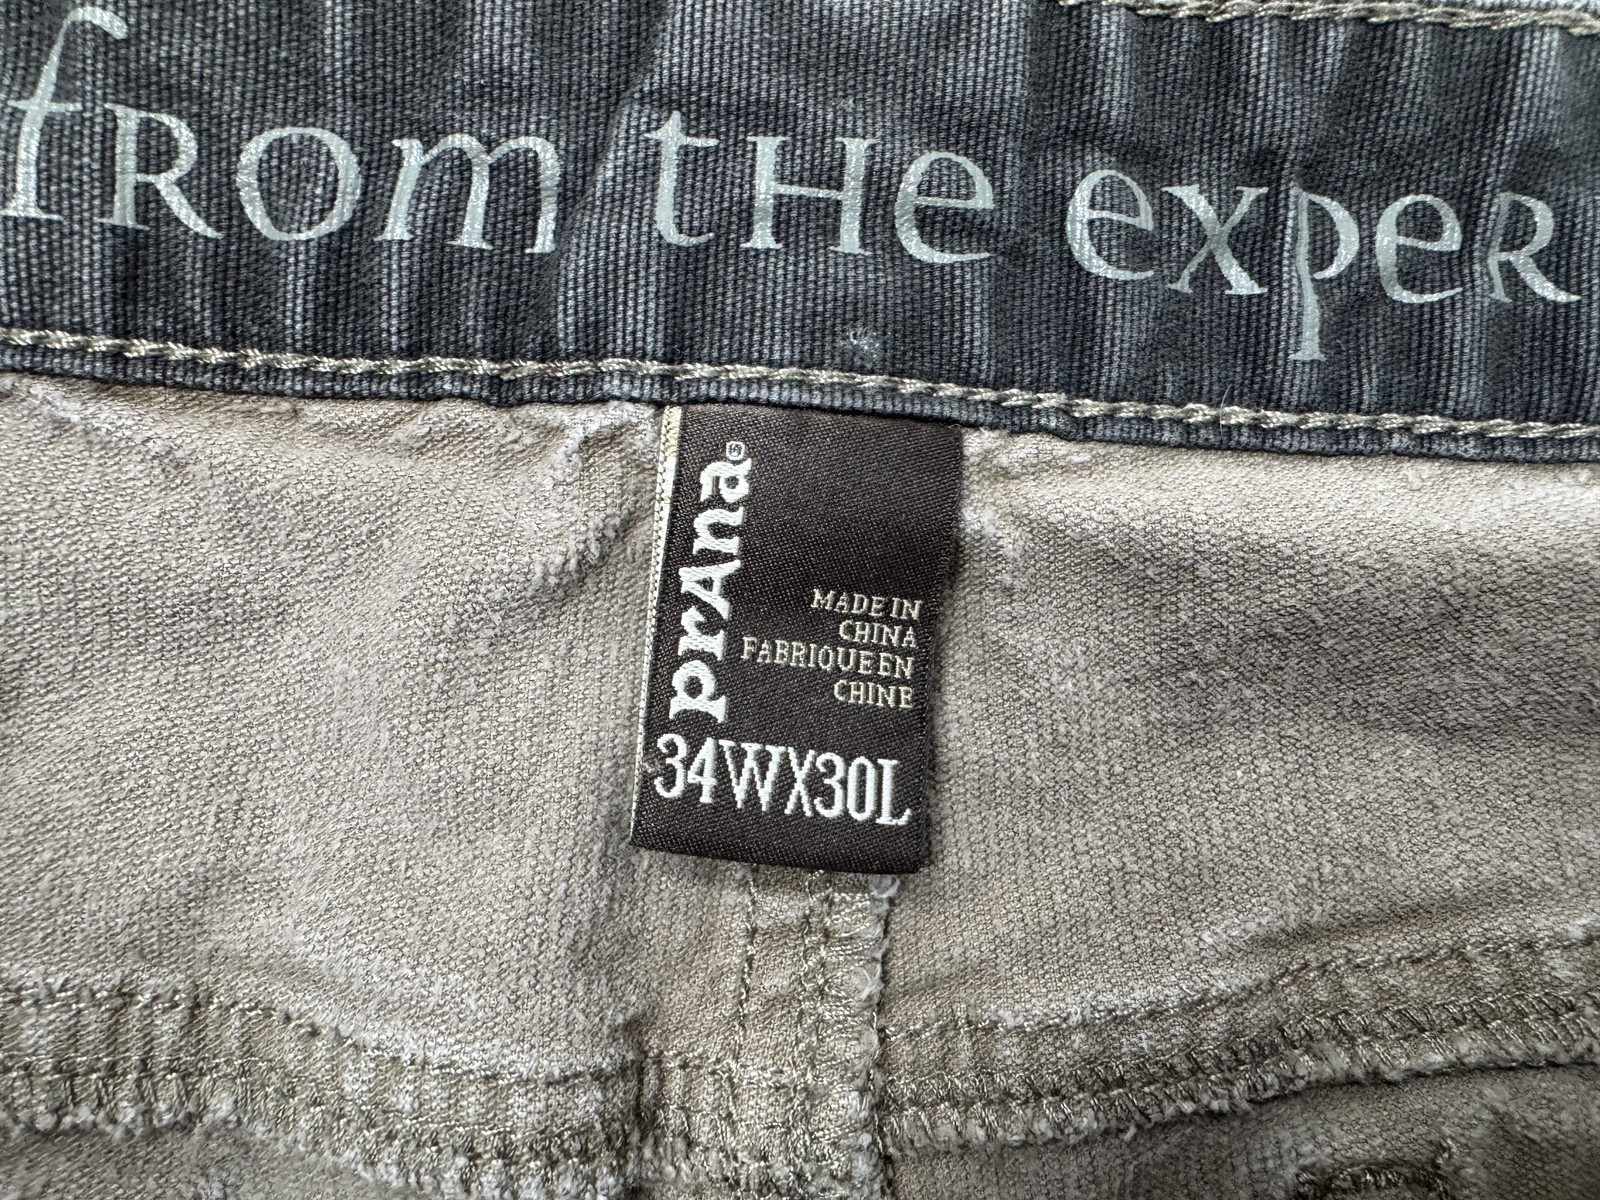 from the exper
prAna®
MADE IN
CHINA
FABRIQUE EN
CHINE
34WX30L